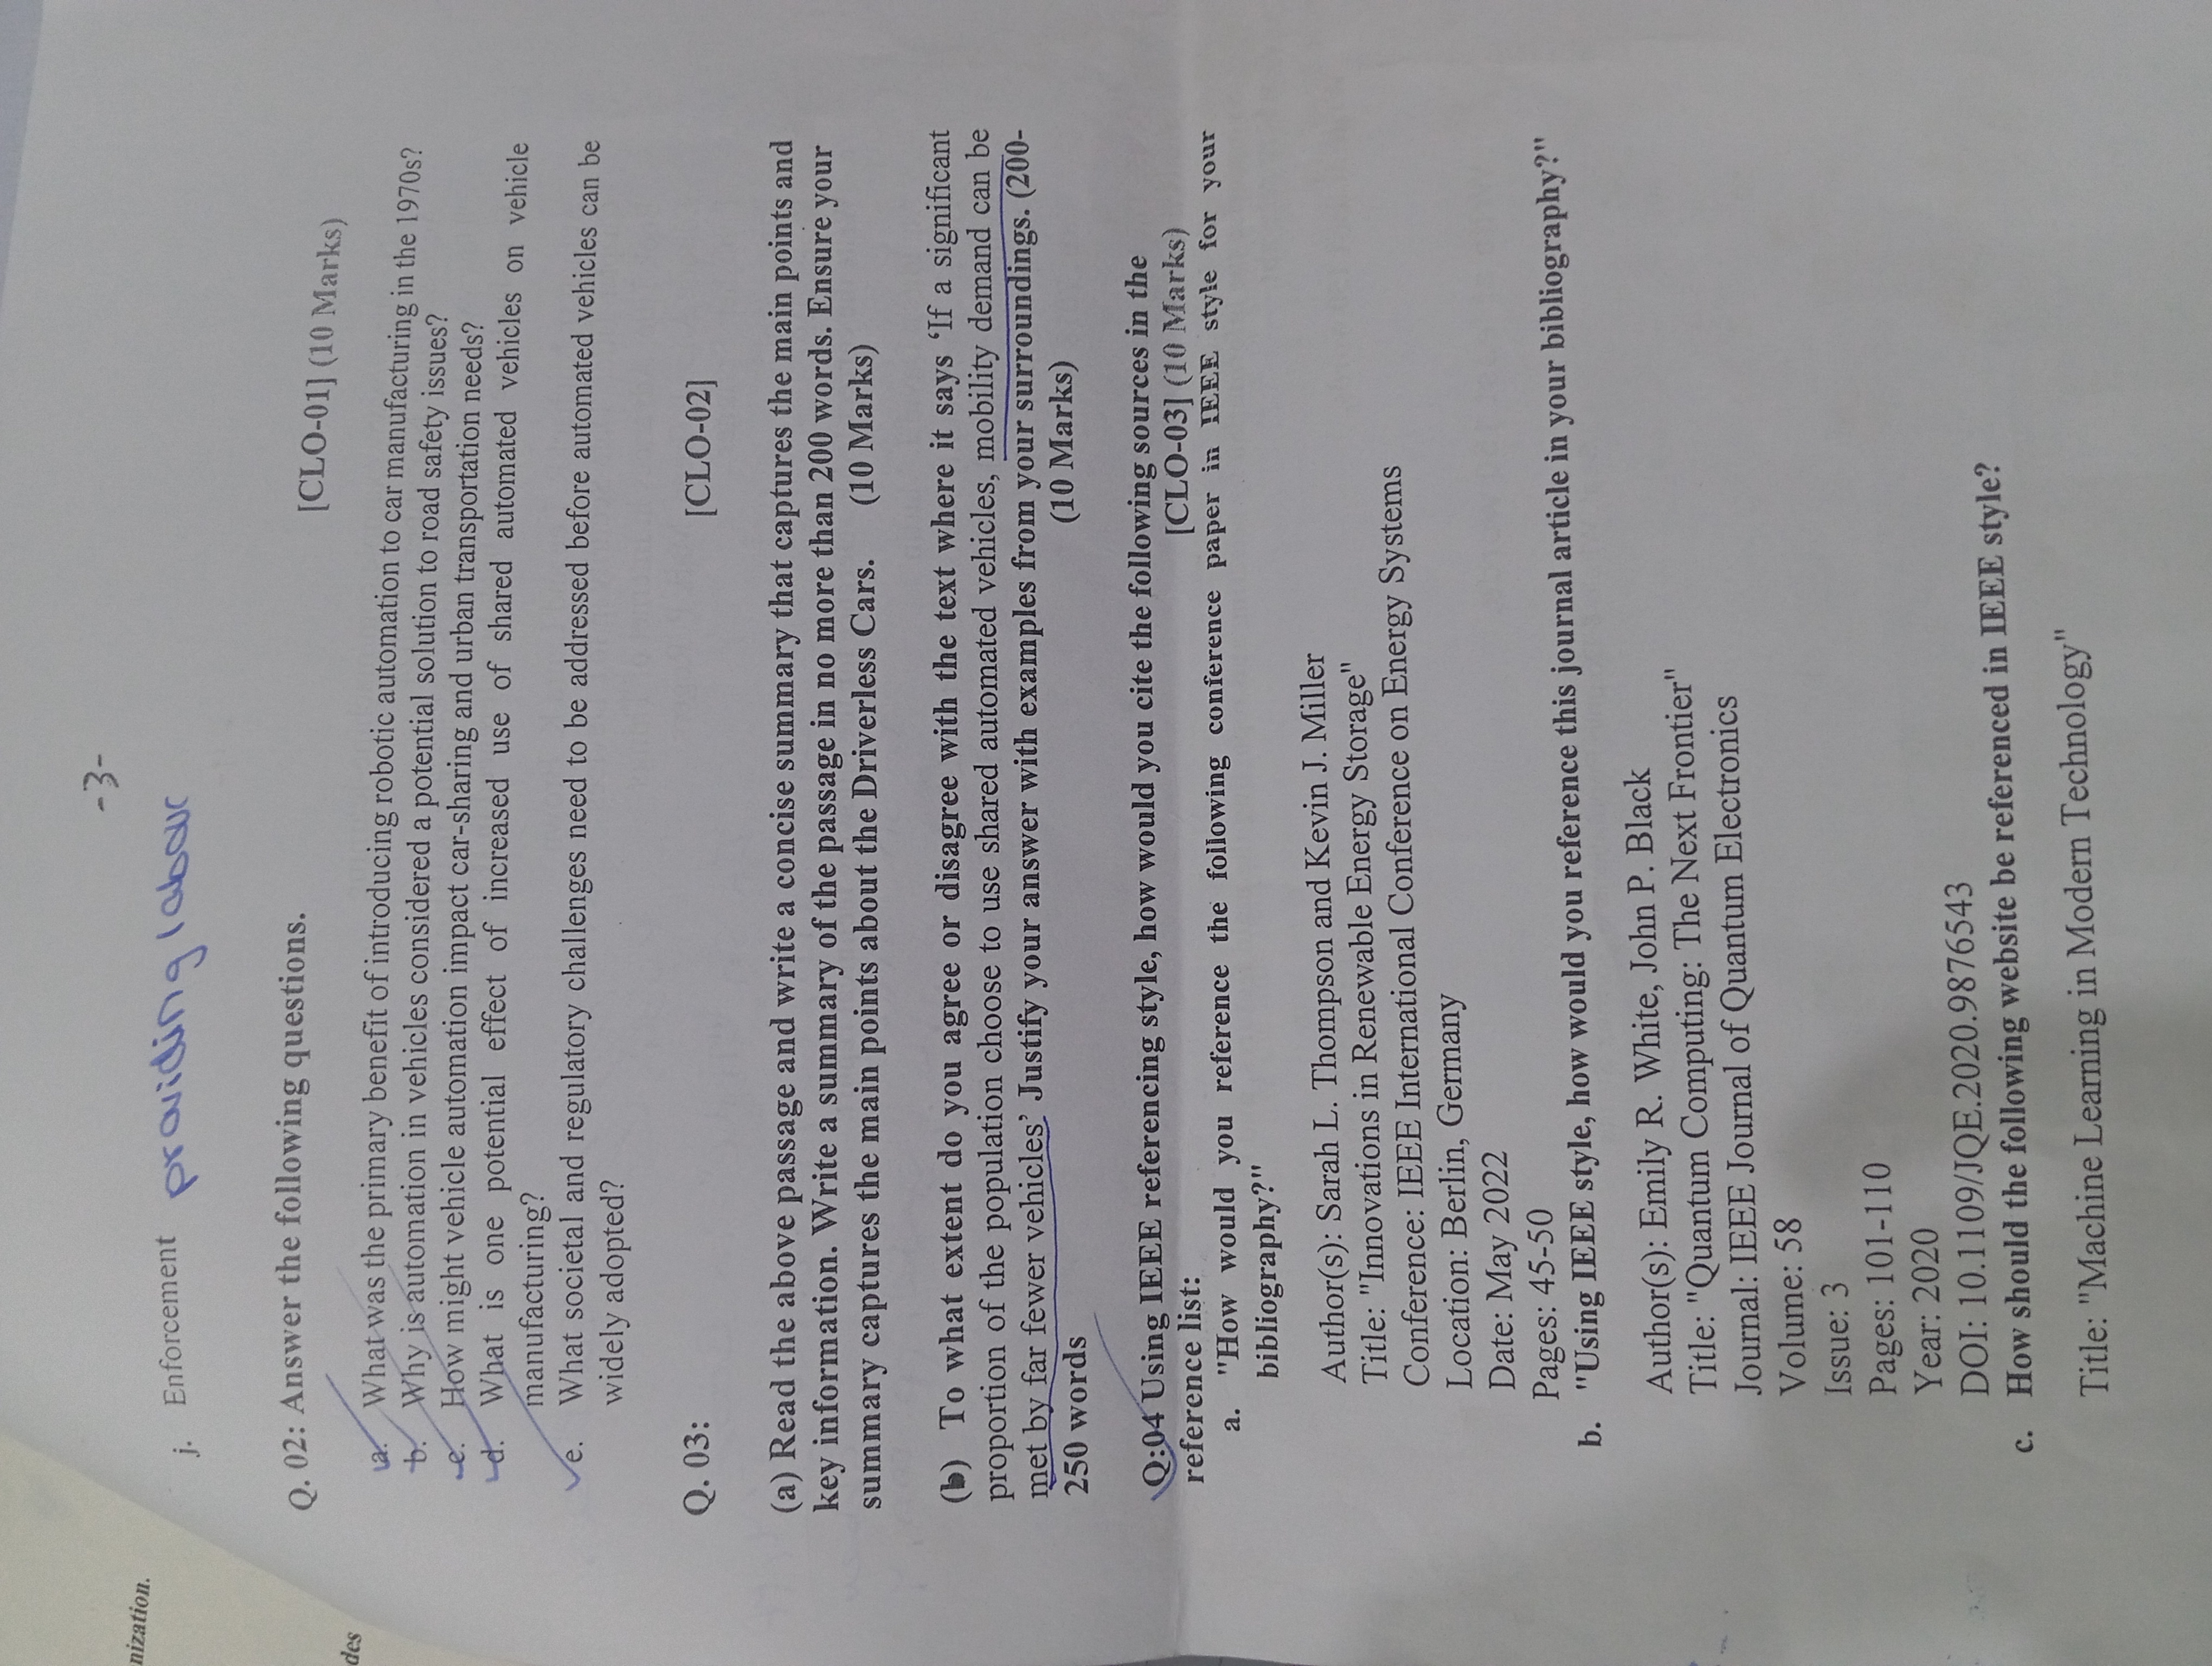 -3-
nization.
j. Enforcement providing labour
Q. 02: Answer the following questions.
[CLO-01] (10 Marks)
des
a. What was the primary benefit of introducing robotic automation to car manufacturing in the 1970s?
b. Why is automation in vehicles considered a potential solution to road safety issues?
c. How might vehicle automation impact car-sharing and urban transportation needs?
d. What is one potential effect of increased use of shared automated vehicles on vehicle
manufacturing?
e. What societal and regulatory challenges need to be addressed before automated vehicles can be
widely adopted?
Q. 03: [CLO-02]
(a) Read the above passage and write a concise summary that captures the main points and
key information. Write a summary of the passage in no more than 200 words. Ensure your
summary captures the main points about the Driverless Cars. (10 Marks)
(b) To what extent do you agree or disagree with the text where it says ‘If a significant
proportion of the population choose to use shared automated vehicles, mobility demand can be
met by far fewer vehicles’ Justify your answer with examples from your surroundings. (200-
250 words (10 Marks)
Q:04 Using IEEE referencing style, how would you cite the following sources in the
reference list: [CLO-03] (10 Marks)
a. "How would you reference the following conference paper in IEEE style for your
bibliography?"
Author(s): Sarah L. Thompson and Kevin J. Miller
Title: "Innovations in Renewable Energy Storage"
Conference: IEEE International Conference on Energy Systems
Location: Berlin, Germany
Date: May 2022
Pages: 45-50
b. "Using IEEE style, how would you reference this journal article in your bibliography?"
Author(s): Emily R. White, John P. Black
Title: "Quantum Computing: The Next Frontier"
Journal: IEEE Journal of Quantum Electronics
Volume: 58
Issue: 3
Pages: 101-110
Year: 2020
DOI: 10.1109/JQE.2020.9876543
c. How should the following website be referenced in IEEE style?
Title: "Machine Learning in Modern Technology"